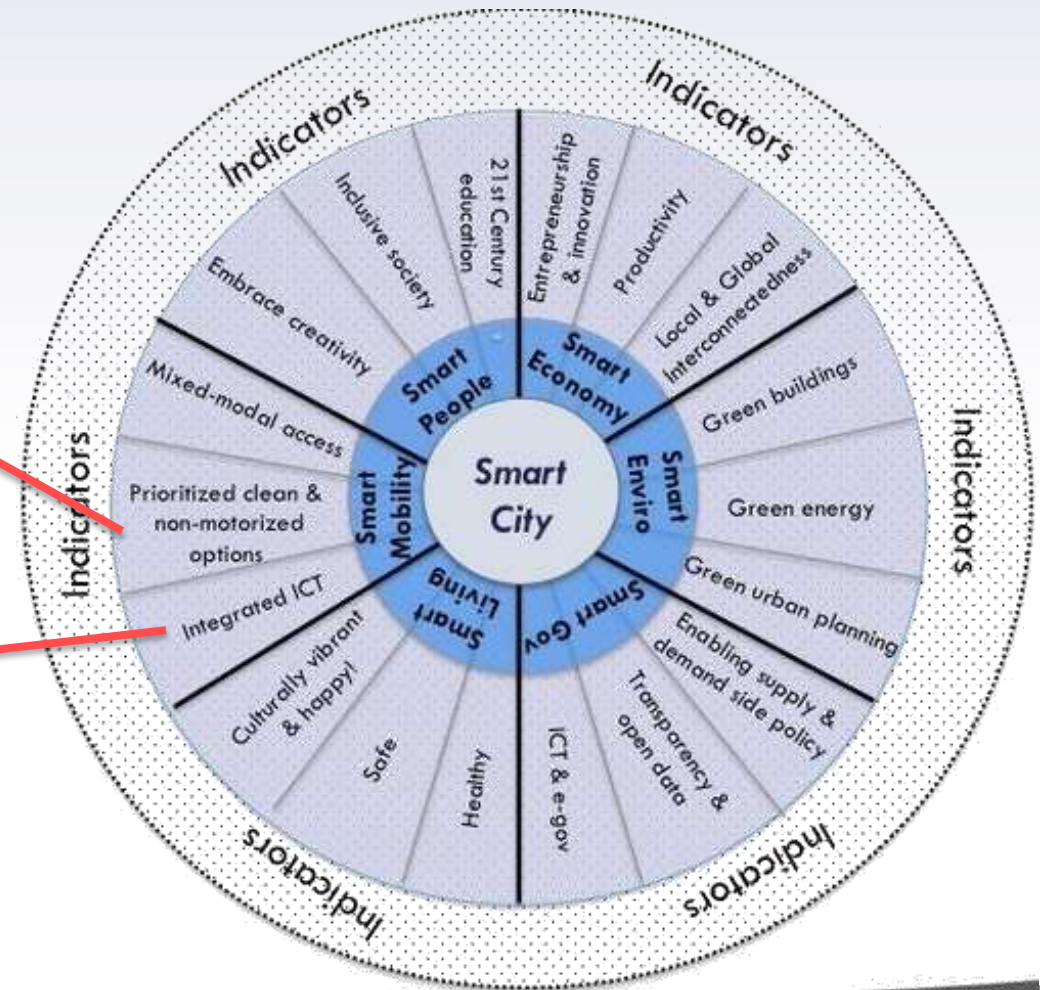 Smart
City
Smart
Economy
Entrepreneurship
& innovation
Productivity
Local & Global
Interconnectedness
Indicators
Smart
Enviro
Green buildings
Green energy
Green urban planning
Indicators
Smart Gov
Enabling supply &
demand side policy
Transparency &
open data
ICT & e-gov
Indicators
Smart
Living
Healthy
Safe
Culturally vibrant
& happy!
Indicators
Smart
Mobility
Integrated ICT
Prioritized clean &
non-motorized
options
Mixed-modal access
Indicators
Smart
People
Embrace creativity
Inclusive society
21st Century
education
Indicators